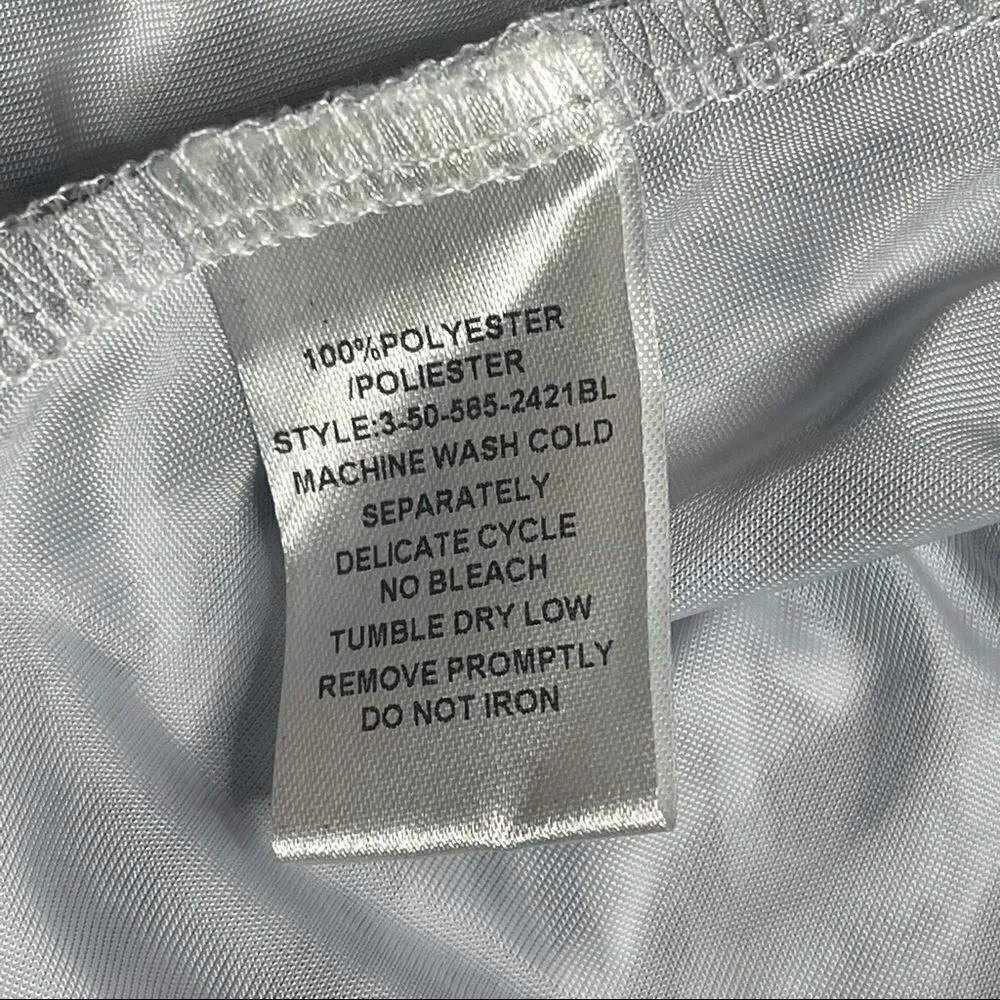 100%POLYESTER
/POLIESTER
STYLE:3-50-585-2421BL
MACHINE WASH COLD
SEPARATELY
DELICATE CYCLE
NO BLEACH
TUMBLE DRY LOW
REMOVE PROMPTLY
DO NOT IRON